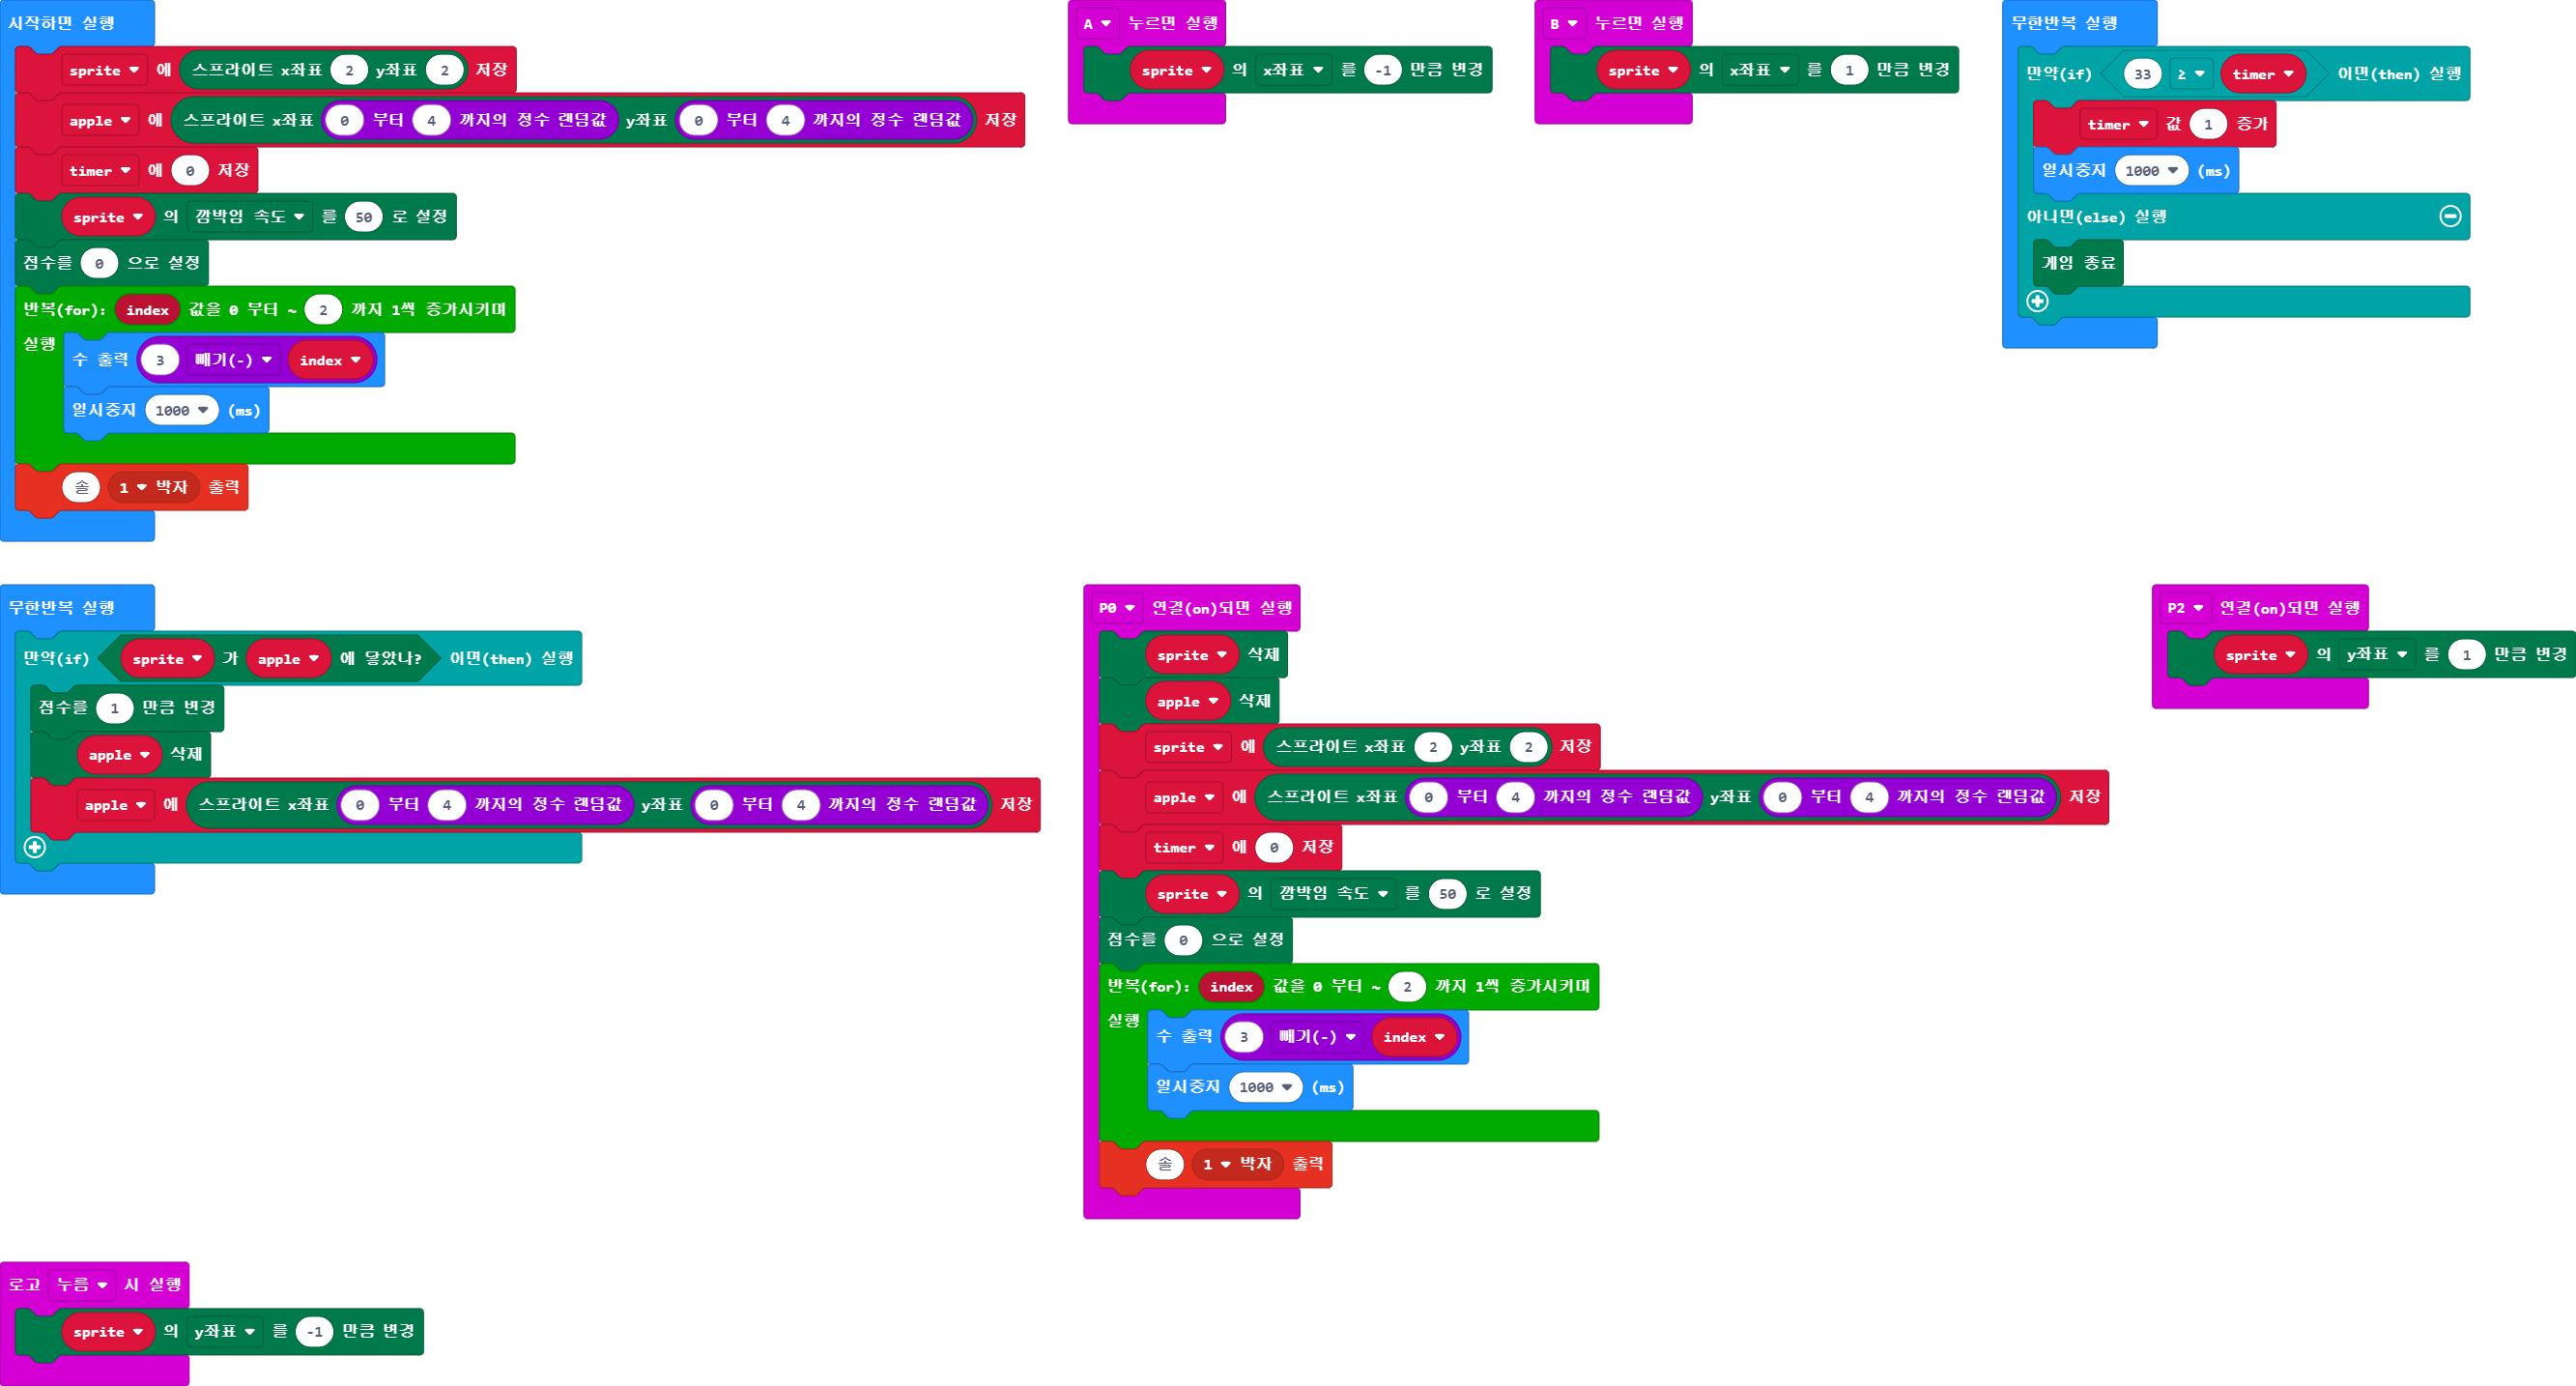 시작하면 실행
sprite 에 스프라이트 x좌표 2 y좌표 2 저장
apple 에 스프라이트 x좌표 0 부터 4 까지의 정수 랜덤값 y좌표 0 부터 4 까지의 정수 랜덤값 저장
timer 에 0 저장
sprite 의 깜박임 속도 를 50 로 설정
점수를 0 으로 설정
반복(for): index 값을 0 부터 ~ 2 까지 1씩 증가시키며
실행 수 출력 3 빼기(-) index
일시중지 1000 (ms)
솔 1 박자 출력
A 누르면 실행
sprite 의 x좌표 를 -1 만큼 변경
B 누르면 실행
sprite 의 x좌표 를 1 만큼 변경
무한반복 실행
만약(if) 33 ≥ timer 이면(then) 실행
timer 값 1 증가
일시중지 1000 (ms)
아니면(else) 실행
게임 종료
무한반복 실행
만약(if) sprite 가 apple 에 닿았나? 이면(then) 실행
점수를 1 만큼 변경
apple 삭제
apple 에 스프라이트 x좌표 0 부터 4 까지의 정수 랜덤값 y좌표 0 부터 4 까지의 정수 랜덤값 저장
P0 연결(on)되면 실행
sprite 삭제
apple 삭제
sprite 에 스프라이트 x좌표 2 y좌표 2 저장
apple 에 스프라이트 x좌표 0 부터 4 까지의 정수 랜덤값 y좌표 0 부터 4 까지의 정수 랜덤값 저장
timer 에 0 저장
sprite 의 깜박임 속도 를 50 로 설정
점수를 0 으로 설정
반복(for): index 값을 0 부터 ~ 2 까지 1씩 증가시키며
실행 수 출력 3 빼기(-) index
일시중지 1000 (ms)
솔 1 박자 출력
P2 연결(on)되면 실행
sprite 의 y좌표 를 1 만큼 변경
로고 누름 시 실행
sprite 의 y좌표 를 -1 만큼 변경